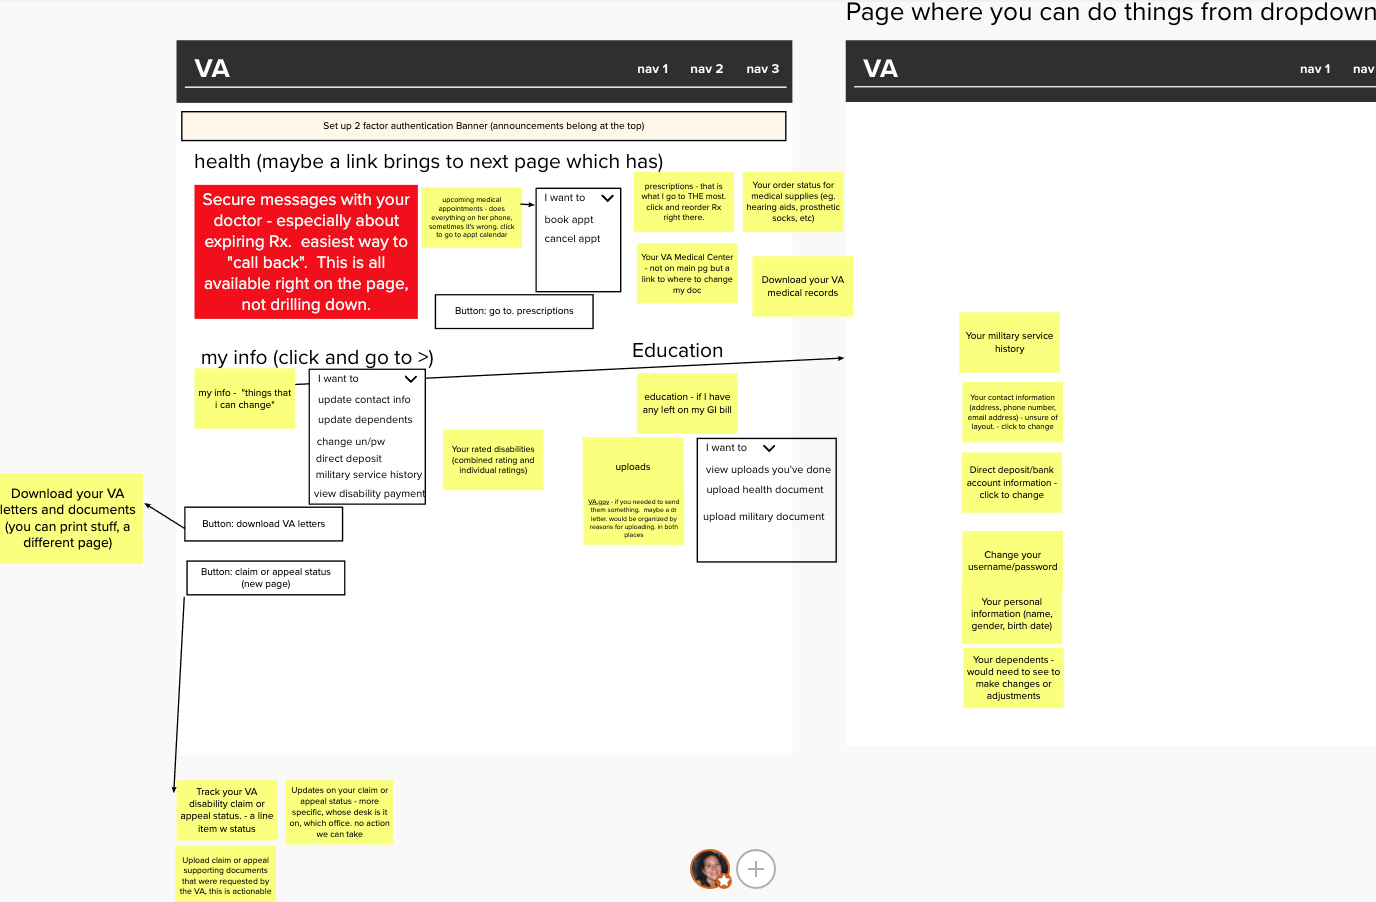 Page where you can do things from dropdown
VA
nav 1
nav 2
nav 3
VA
nav 1
nav
Set up 2 factor authentication Banner (announcements belong at the top)
health (maybe a link brings to next page which has)
Secure messages with your
doctor - especially about
expiring Rx. easiest way to
"call back". This is all
available right on the page,
not drilling down.
upcoming medical
appointments - does
everything on her phone,
sometimes it's wrong. click
to go to appt calendar
I want to
book appt
cancel appt
prescriptions - that is
what I go to THE most.
click and reorder Rx
right there.
Your order status for
medical supplies (eg.
hearing aids, prosthetic
socks, etc)
Your VA Medical Center
- not on main pg but a
link to where to change
my doc
Download your VA
medical records
Button: go to. prescriptions
my info (click and go to >)
my info - "things that
i can change"
I want to
update contact info
update dependents
change un/pw
direct deposit
military service history
view disability payment
Your rated disabilities
(combined rating and
individual ratings)
Education
education - if I have
any left on my GI bill
uploads
VA.gov - if you needed to send
them something. maybe a dr
letter. would be organized by
reasons for uploading. in both
places
I want to
view uploads you've done
upload health document
upload military document
Download your VA
letters and documents
(you can print stuff, a
different page)
Button: download VA letters
Button: claim or appeal status
(new page)
Your military service
history
Your contact information
(address, phone number,
email address) - unsure of
layout. - click to change
Direct deposit/bank
account information -
click to change
Change your
username/password
Your personal
information (name,
gender, birth date)
Your dependents -
would need to see to
make changes or
adjustments
Track your VA
disability claim or
appeal status. - a line
item w status
Updates on your claim or
appeal status - more
specific, whose desk is it
on, which office. no action
we can take
Upload claim or appeal
supporting documents
that were requested by
the VA, this is actionable